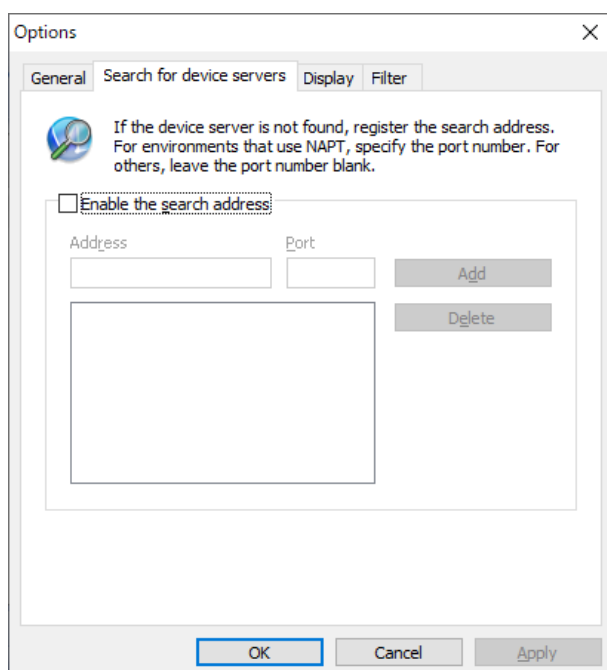 Options
General
Search for device servers
Display
Filter
If the device server is not found, register the search address.
For environments that use NAPT, specify the port number. For
others, leave the port number blank.
Enable the search address
Address
Port
Add
Delete
OK
Cancel
Apply